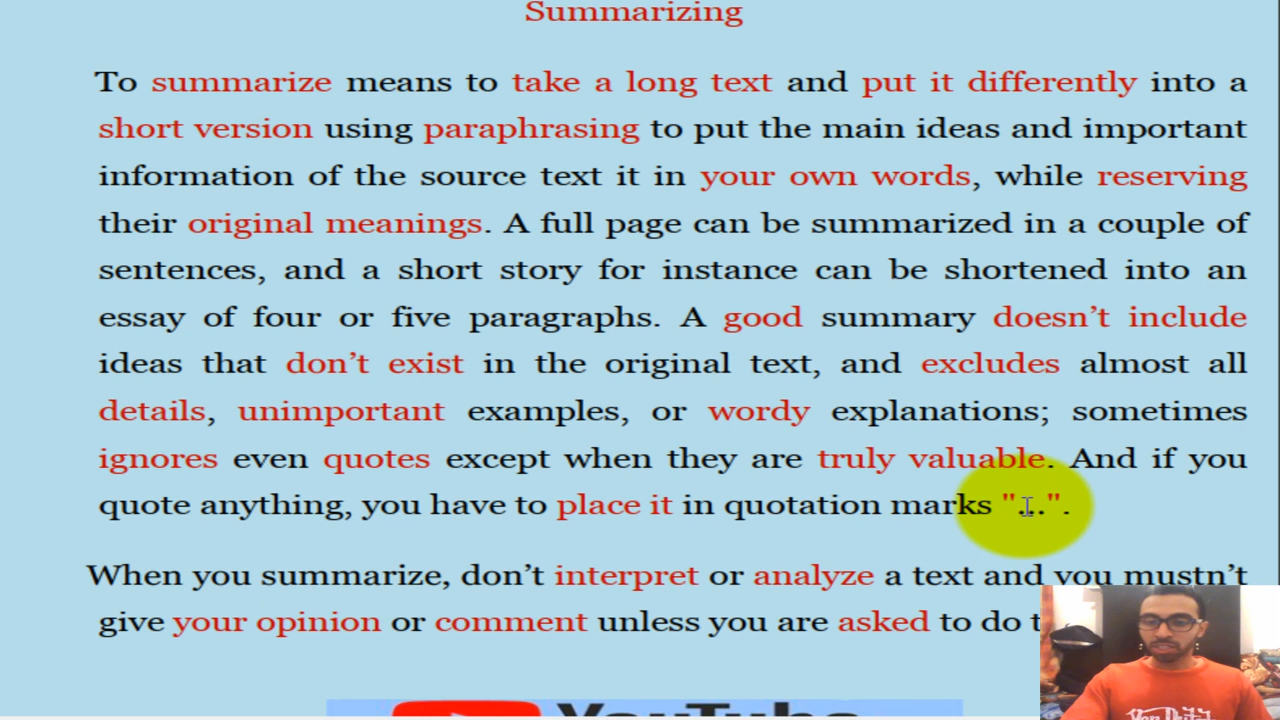 Summarizing
To summarize means to take a long text and put it differently into a
short version using paraphrasing to put the main ideas and important
information of the source text it in your own words, while reserving
their original meanings. A full page can be summarized in a couple of
sentences, and a short story for instance can be shortened into an
essay of four or five paragraphs. A good summary doesn’t include
ideas that don’t exist in the original text, and excludes almost all
details, unimportant examples, or wordy explanations; sometimes
ignores even quotes except when they are truly valuable. And if you
quote anything, you have to place it in quotation marks "...".
When you summarize, don’t interpret or analyze a text and you mustn’t
give your opinion or comment unless you are asked to do
YouTube